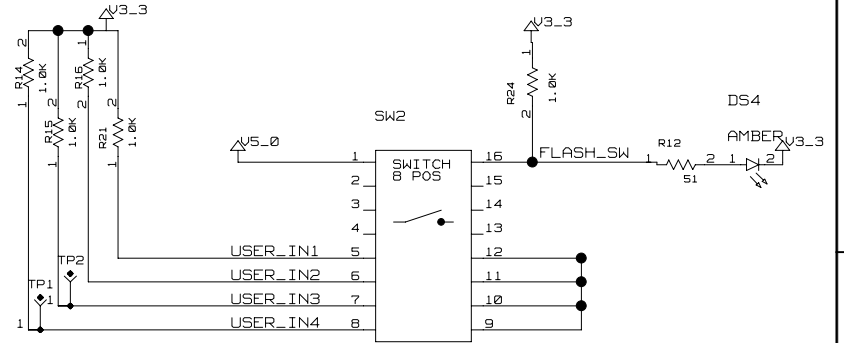 V3_3
V3_3
2
R14
1.0K
1
1
R16
1.0K
2
2
R15
1.0K
1
2
R21
1.0K
1
1
R24
1.0K
2
DS4
AMBER
V3_3
SW2
V5_0
SWITCH
8 POS
FLASH_SW
R12
1
51
2
1
2
1
16
2
15
3
14
4
13
USER_IN1
5
12
USER_IN2
6
11
USER_IN3
7
10
USER_IN4
8
9
TP2
TP1
1
1